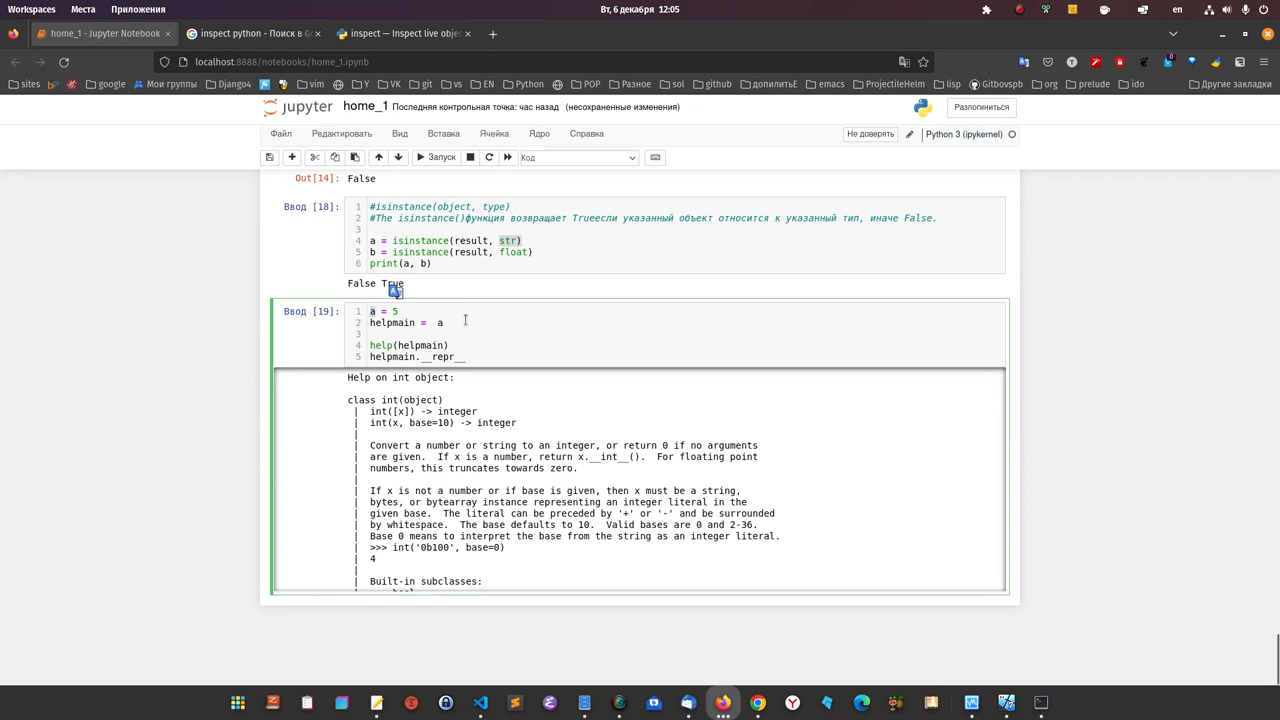 Workspaces Места Приложения Вт, 6 декабря 12:05 en
home_1 - Jupyter Notebook inspect python - Поиск в Go inspect — Inspect live obje
localhost:8888/notebooks/home_1.ipynb
sites google Мои группы Django4 vim Y VK git vs EN Python POP Разное sol github допилитьЕ emacs ProjectileHelm lisp Gitbovspb org prelude ido Другие закладки
jupyter home_1 Последняя контрольная точка: час назад (несохраненные изменения) Разлогиниться
Файл Редактировать Вид Вставка Ячейка Ядро Справка Не доверять Python 3 (ipykernel)
Запуск Код
Out[14]: False
Ввод [18]: 1 #isinstance(object, type)
2 #The isinstance()функция возвращает Trueесли указанный объект относится к указанный тип, иначе False.
3
4 a = isinstance(result, str)
5 b = isinstance(result, float)
6 print(a, b)
False True
Ввод [19]: 1 a = 5
2 helpmain =  a
3
4 help(helpmain)
5 helpmain.__repr__
Help on int object:
class int(object)
 |  int([x]) -> integer
 |  int(x, base=10) -> integer
 |
 |  Convert a number or string to an integer, or return 0 if no arguments
 |  are given.  If x is a number, return x.__int__().  For floating point
 |  numbers, this truncates towards zero.
 |
 |  If x is not a number or if base is given, then x must be a string,
 |  bytes, or bytearray instance representing an integer literal in the
 |  given base.  The literal can be preceded by '+' or '-' and be surrounded
 |  by whitespace.  The base defaults to 10.  Valid bases are 0 and 2-36.
 |  Base 0 means to interpret the base from the string as an integer literal.
 |  >>> int('0b100', base=0)
 |  4
 |
 |  Built-in subclasses: